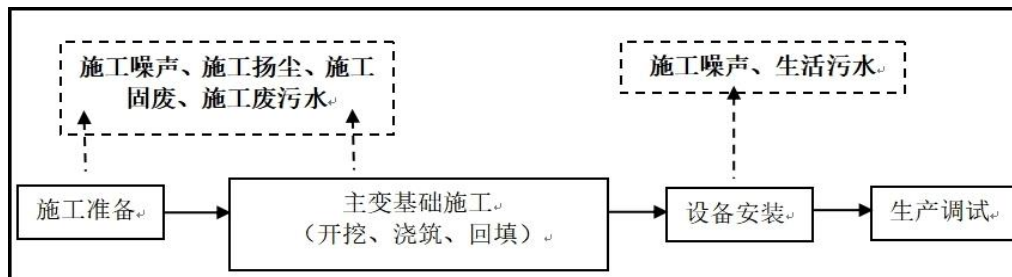 施工噪声、施工扬尘、施工
固废、施工废污水
施工噪声、生活污水
施工准备
主变基础施工
（开挖、浇筑、回填）
设备安装
生产调试